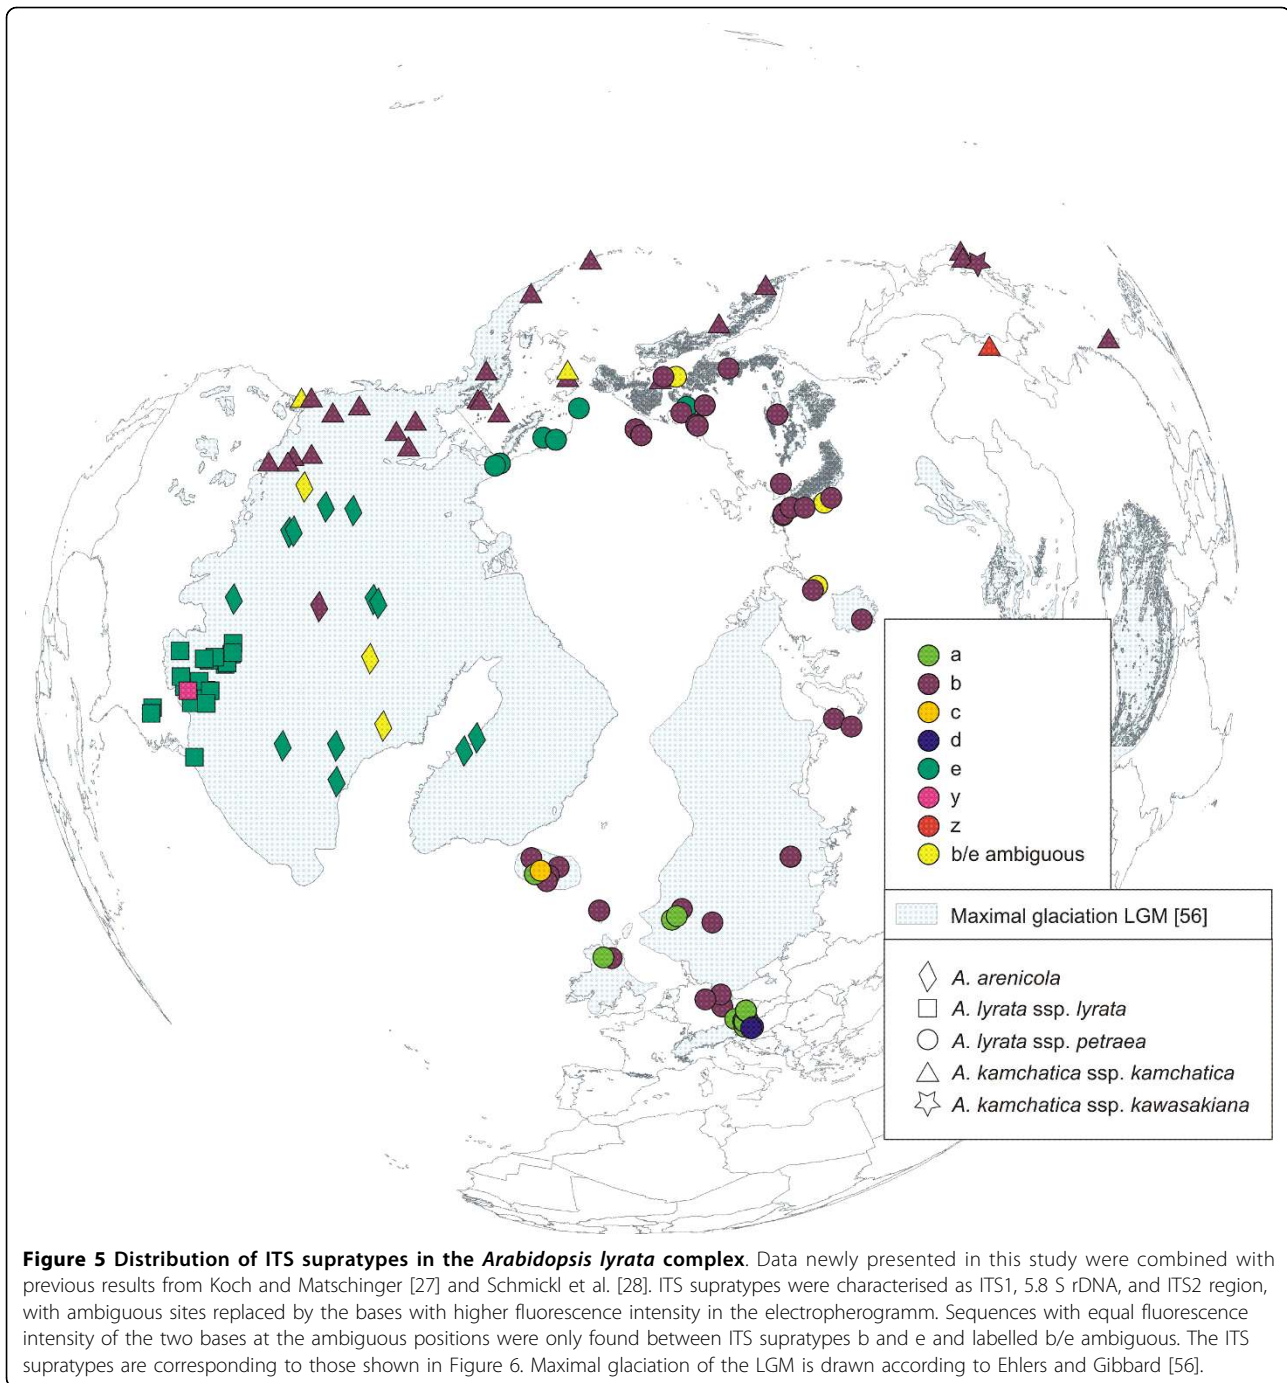 a
b
c
d
e
y
z
b/e ambiguous
Maximal glaciation LGM [56]
A. arenicola
A. lyrata ssp. lyrata
A. lyrata ssp. petraea
A. kamchatica ssp. kamchatica
A. kamchatica ssp. kawasakiana
Figure 5 Distribution of ITS supratypes in the Arabidopsis lyrata complex. Data newly presented in this study were combined with
previous results from Koch and Matschinger [27] and Schmickl et al. [28]. ITS supratypes were characterised as ITS1, 5.8 S rDNA, and ITS2 region,
with ambiguous sites replaced by the bases with higher fluorescence intensity in the electropherogramm. Sequences with equal fluorescence
intensity of the two bases at the ambiguous positions were only found between ITS supratypes b and e and labelled b/e ambiguous. The ITS
supratypes are corresponding to those shown in Figure 6. Maximal glaciation of the LGM is drawn according to Ehlers and Gibbard [56].